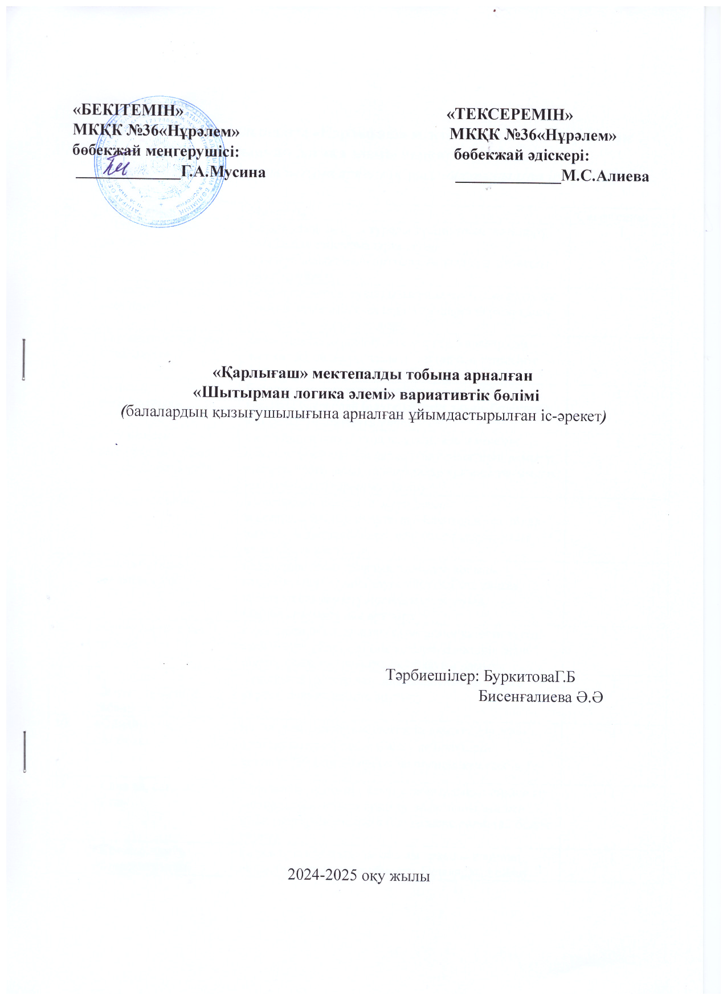 «БЕКІТЕМІН»
МКҚК №36«Нұрәлем»
бөбекжай меңгерушісі:
_____________Г.А.Мусина
«ТЕКСЕРЕМІН»
МКҚК №36«Нұрәлем»
бөбекжай әдіскері:
_____________М.С.Алиева
«Қарлығаш» мектепалды тобына арналған
«Шытырман логика әлемі» вариативтік бөлімі
(балалардың қызығушылығына арналған ұйымдастырылған іс-әрекет)
Тәрбиешілер: БуркитоваГ.Б
Бисенғалиева Ә.Ә
2024-2025 оқу жылы